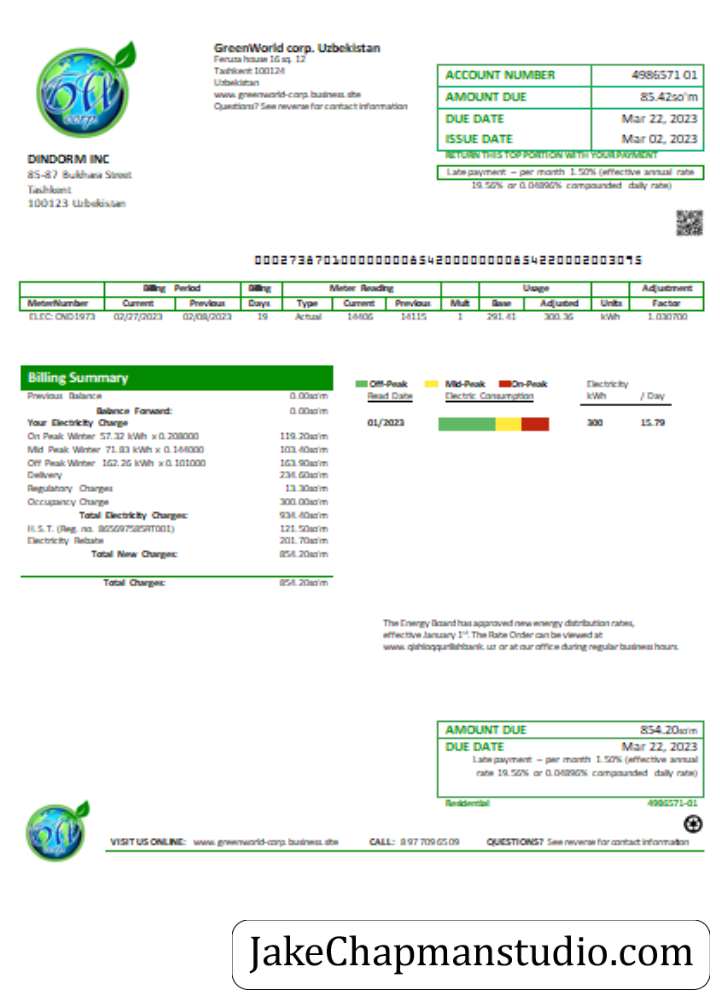 GreenWorld corp. Uzbekistan
Feruza house 16 sq. 12
Tashkent 100124
Uzbekistan
www. greenworld-corp. business. site
Questions? See reverse for contact information
ACCOUNT NUMBER 4986571 01
AMOUNT DUE 85.42so'm
DUE DATE Mar 22, 2023
ISSUE DATE Mar 02, 2023
RETURN THIS TOP PORTION WITH YOUR PAYMENT
Late payment – per month 1.50% (effective annual rate
19.56% or 0.04896% compounded daily rate)
corp.
DINDORM INC
85-87 Bukhara Street
Tashkent
100123 Uzbekistan
Billing Period Billing Meter Reading Usage Adjustment
MeterNumber Current Previous Days Type Current Previous Mult Base Adjusted Units Factor
ELEC: CND1973 02/27/2023 02/08/2023 19 Actual 14406 14115 1 291.41 300.36 kWh 1.030700
Billing Summary
Previous Balance 0.00so'm
Balance Forward: 0.00so'm
Your Electricity Charge
On Peak Winter 57.32 kWh x 0.208000 119.20so'm
Mid Peak Winter 71.83 kWh x 0.144000 103.40so'm
Off Peak Winter 162.26 kWh x 0.101000 163.90so'm
Delivery 234.60so'm
Regulatory Charges 13.30so'm
Occupancy Charge 300.00so'm
Total Electricity Charges: 934.40so'm
H.S.T. (Reg. no. 865697585RT001) 121.50so'm
Electricity Rebate 201.70so'm
Total New Charges: 854.20so'm
Total Charges: 854.20so'm
Off-Peak Mid-Peak On-Peak Electricity
Read Date Electric Consumption kWh / Day
01/2023 300 15.79
The Energy Board has approved new energy distribution rates,
effective January 1st. The Rate Order can be viewed at
www. qishloqqurilishbank. uz or at our office during regular business hours.
AMOUNT DUE 854.20so'm
DUE DATE Mar 22, 2023
Late payment – per month 1.50% (effective annual
rate 19.56% or 0.04896% compounded daily rate)
Residential 4986571-01
corp.
VISIT US ONLINE: www. greenworld-corp. business. site CALL: 8 97 709 65 09 QUESTIONS? See reverse for contact information
JakeChapmanstudio.com